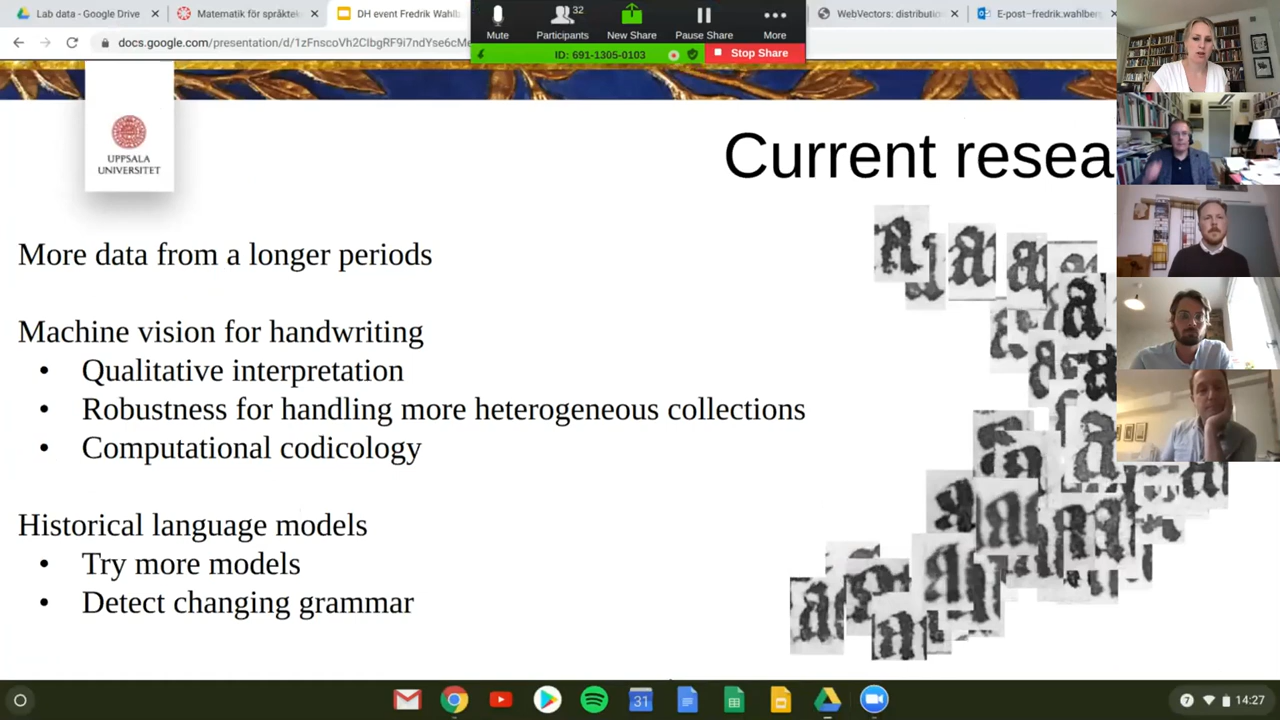 Lab data - Google Drive
Matematik för språktek
DH event Fredrik Wahlb
WebVectors: distributi
E-post–fredrik.wahlber
docs.google.com/presentation/d/
Mute
32
Participants
New Share
Pause Share
More
ID: 691-1305-0103
Stop Share
UPPSALA
UNIVERSITET
Current resea
More data from a longer periods
Machine vision for handwriting
• Qualitative interpretation
• Robustness for handling more heterogeneous collections
• Computational codicology
Historical language models
• Try more models
• Detect changing grammar
31
7
14:27